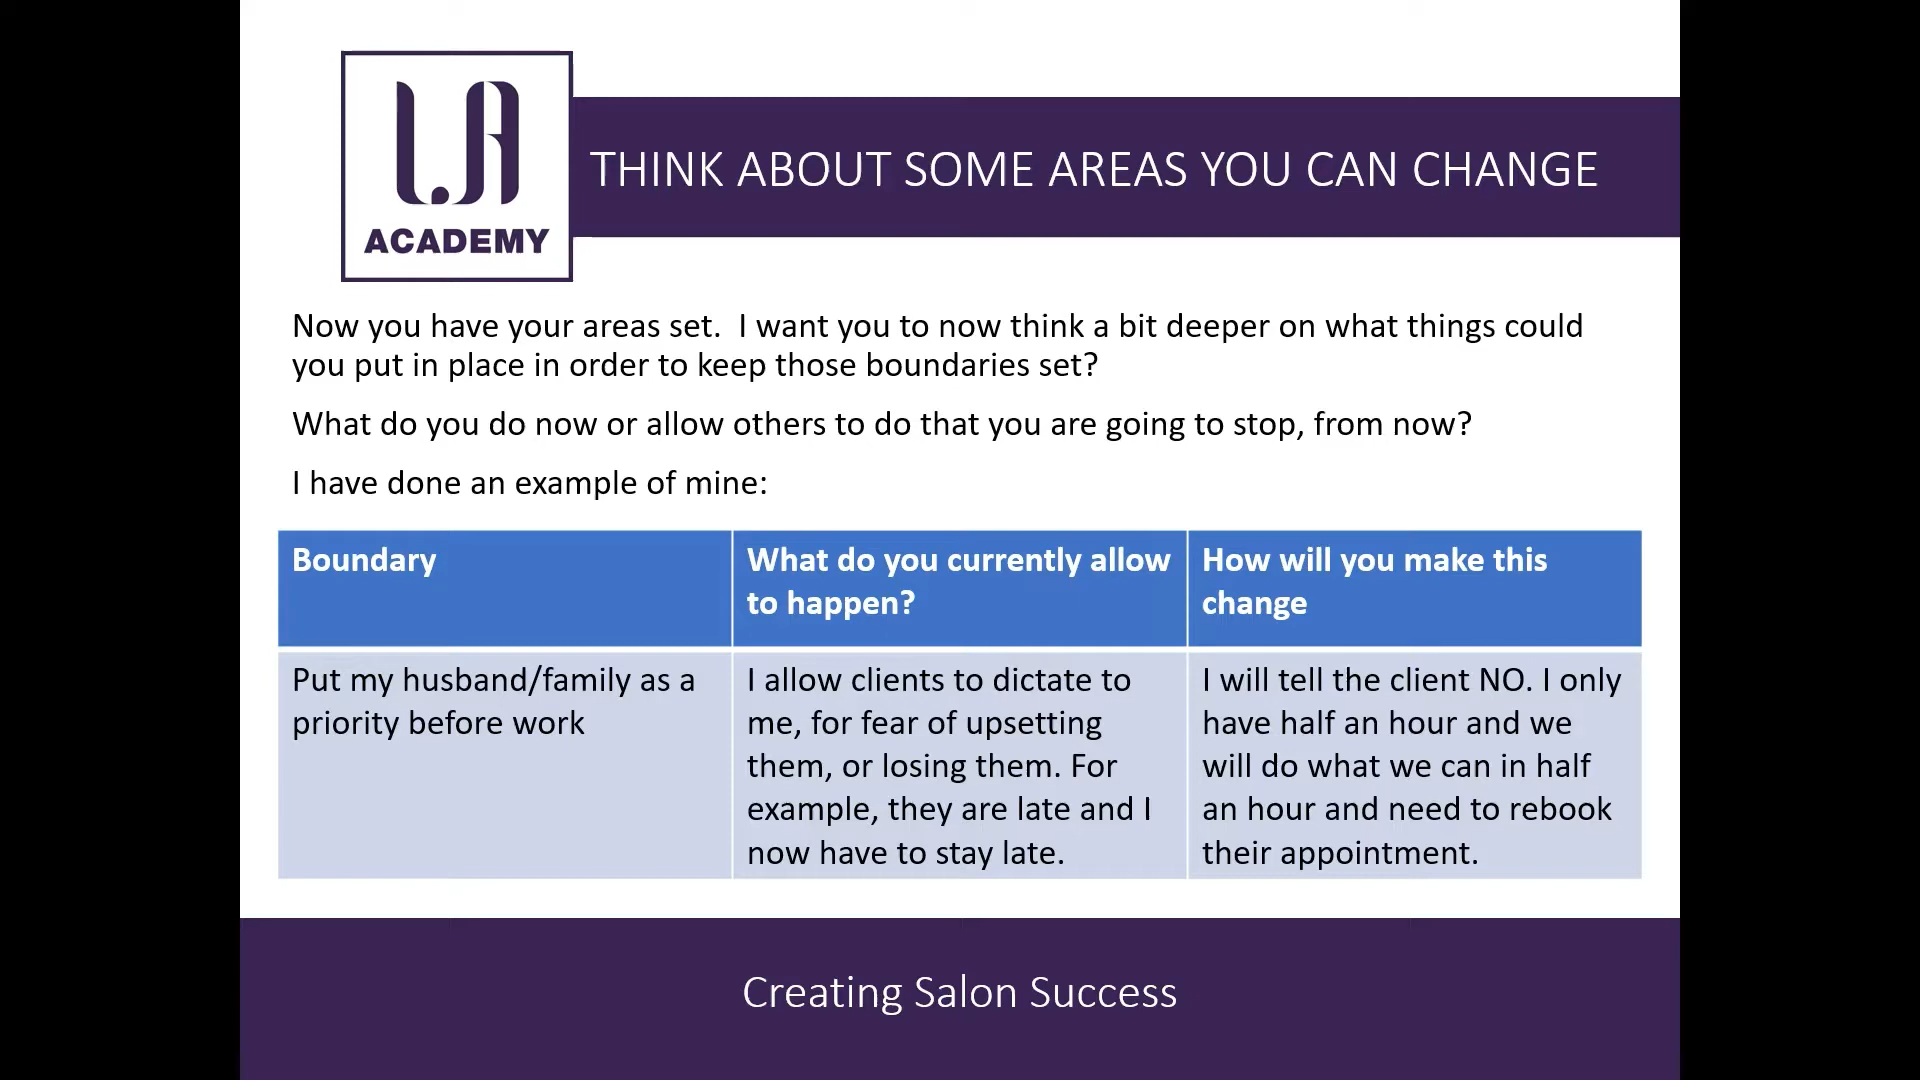 ACADEMY
THINK ABOUT SOME AREAS YOU CAN CHANGE
Now you have your areas set.  I want you to now think a bit deeper on what things could
you put in place in order to keep those boundaries set?
What do you do now or allow others to do that you are going to stop, from now?
I have done an example of mine:
Boundary
What do you currently allow
to happen?
How will you make this
change
Put my husband/family as a
priority before work
I allow clients to dictate to
me, for fear of upsetting
them, or losing them. For
example, they are late and I
now have to stay late.
I will tell the client NO. I only
have half an hour and we
will do what we can in half
an hour and need to rebook
their appointment.
Creating Salon Success